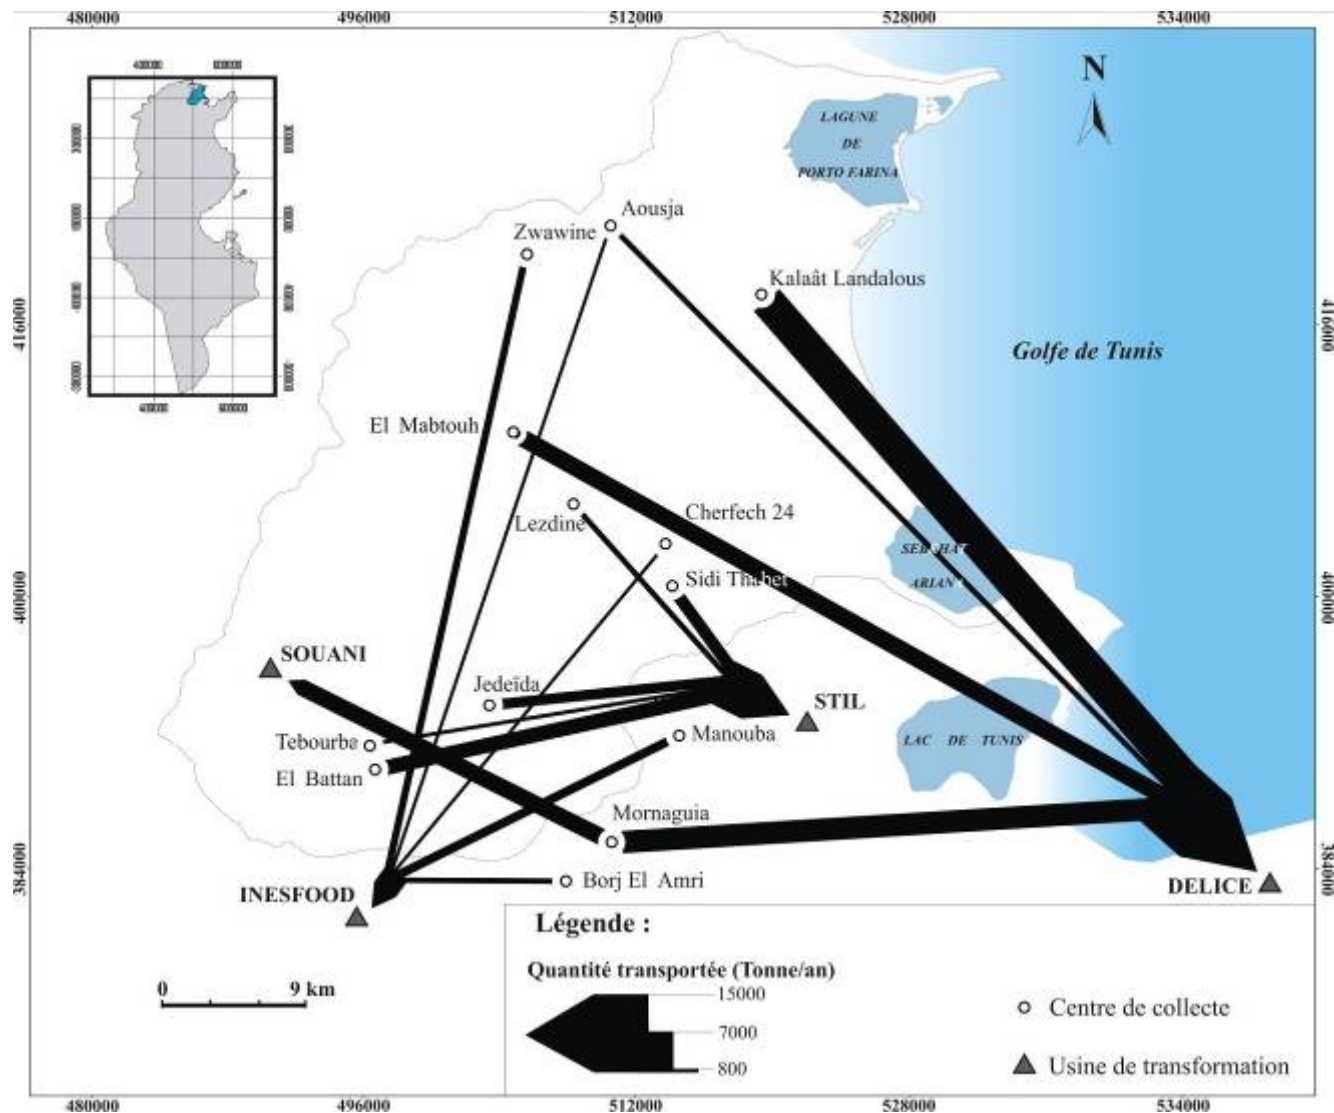 480000 496000 512000 528000 534000
N
LAGUNE
DE
PORTO FARINA
Aousja
Zwawine
Kalaât Landalous
416000 416000
Golfe de Tunis
El Mabtouh
Cherfech 24
Lezdine
SEB HAT
ARIAN
Sidi Thabet
400000 400000
SOUANI
Jedeïda
STIL
Manouba
LAC DE TUNIS
Tebourba
El Battan
Mornaguia
384000 384000
Borj El Amri
INESFOOD
DELICE
Légende :
Quantité transportée (Tonne/an)
15000
7000
800
Centre de collecte
Usine de transformation
0 9 km
480000 496000 512000 528000 534000